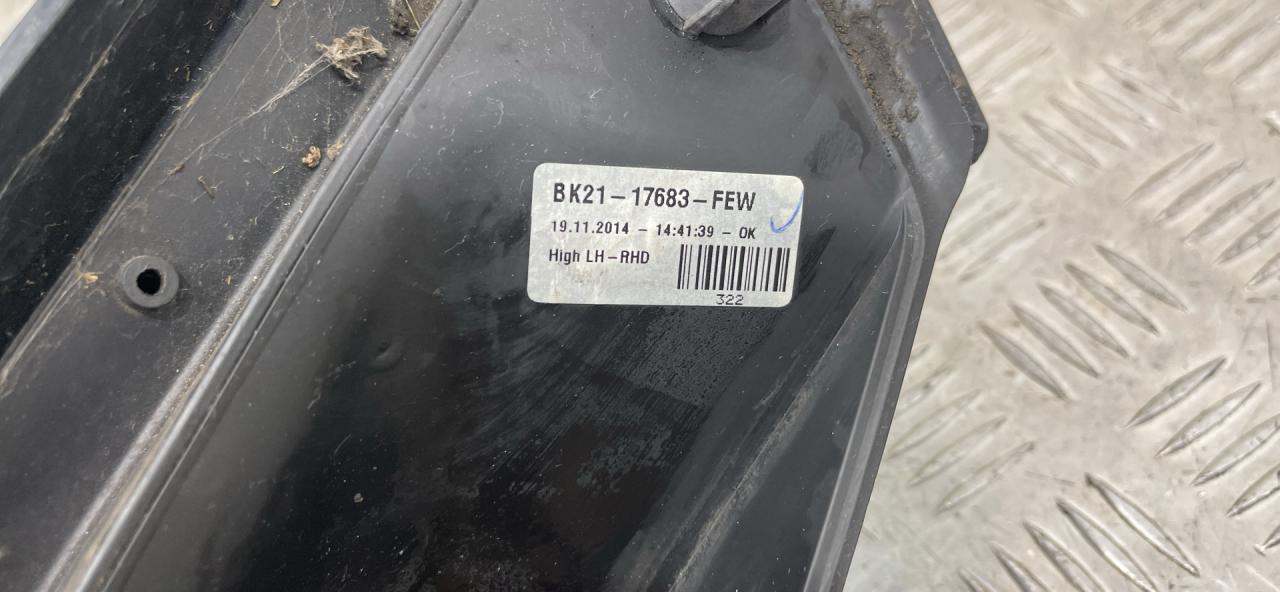 BK21-17683-FEW
19.11.2014 - 14:41:39 - OK
High LH-RHD
322